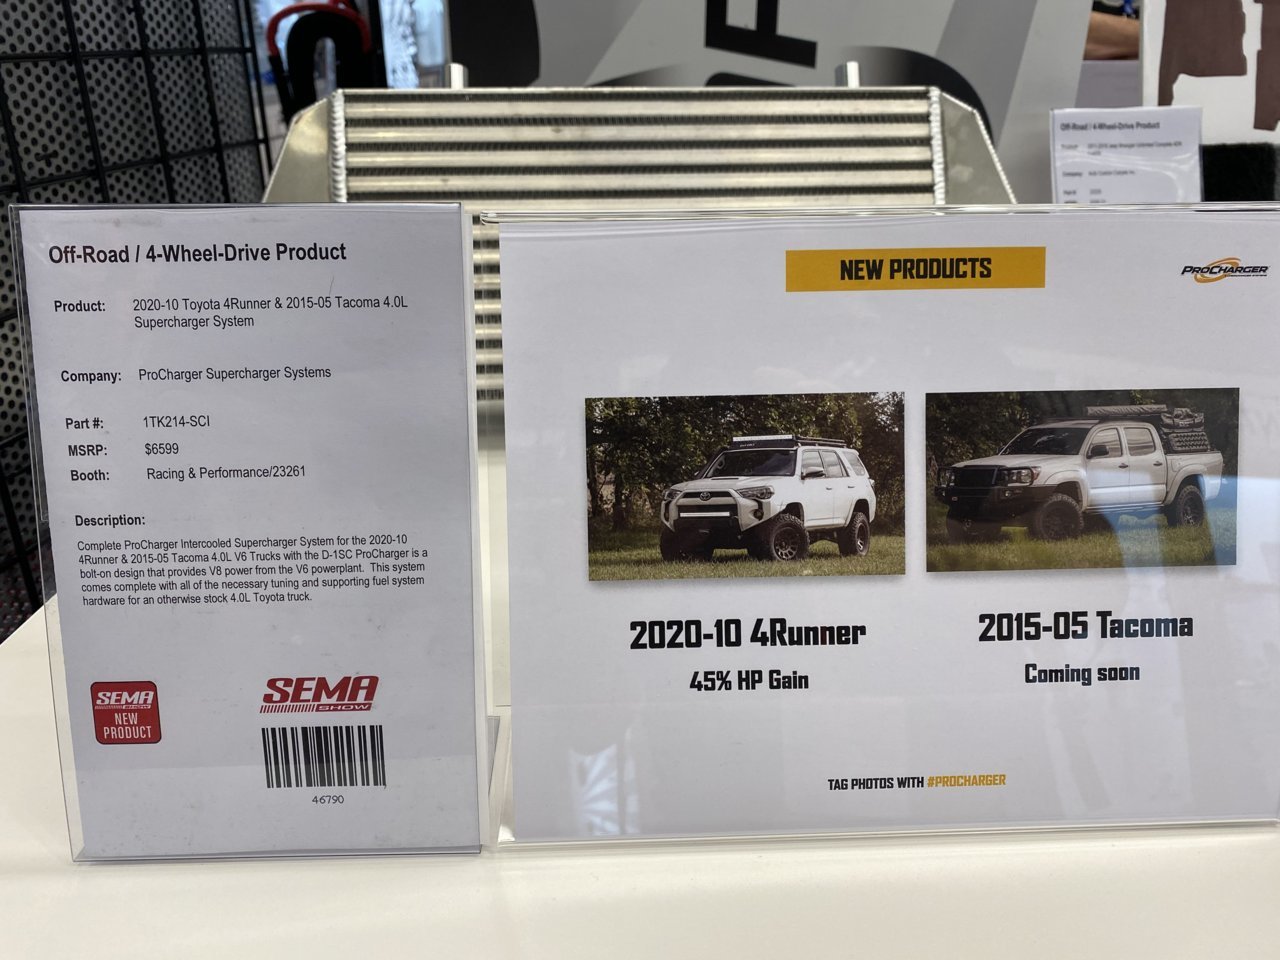 Off-Road / 4-Wheel-Drive Product
Product: 2020-10 Toyota 4Runner & 2015-05 Tacoma 4.0L
Supercharger System
Company: ProCharger Supercharger Systems
Part #: 1TK214-SCI
MSRP: $6599
Booth: Racing & Performance/23261
Description:
Complete ProCharger Intercooled Supercharger System for the 2020-10
4Runner & 2015-05 Tacoma 4.0L V6 Trucks with the D-1SC ProCharger is a
bolt-on design that provides V8 power from the V6 powerplant. This system
comes complete with all of the necessary tuning and supporting fuel system
hardware for an otherwise stock 4.0L Toyota truck.
SEMA
SHOW
NEW
PRODUCT
SEMA
SHOW
46790
NEW PRODUCTS
PROCHARGER
2020-10 4Runner
45% HP Gain
2015-05 Tacoma
Coming soon
TAG PHOTOS WITH #PROCHARGER
Off-Road / 4-Wheel-Drive Product
Company: